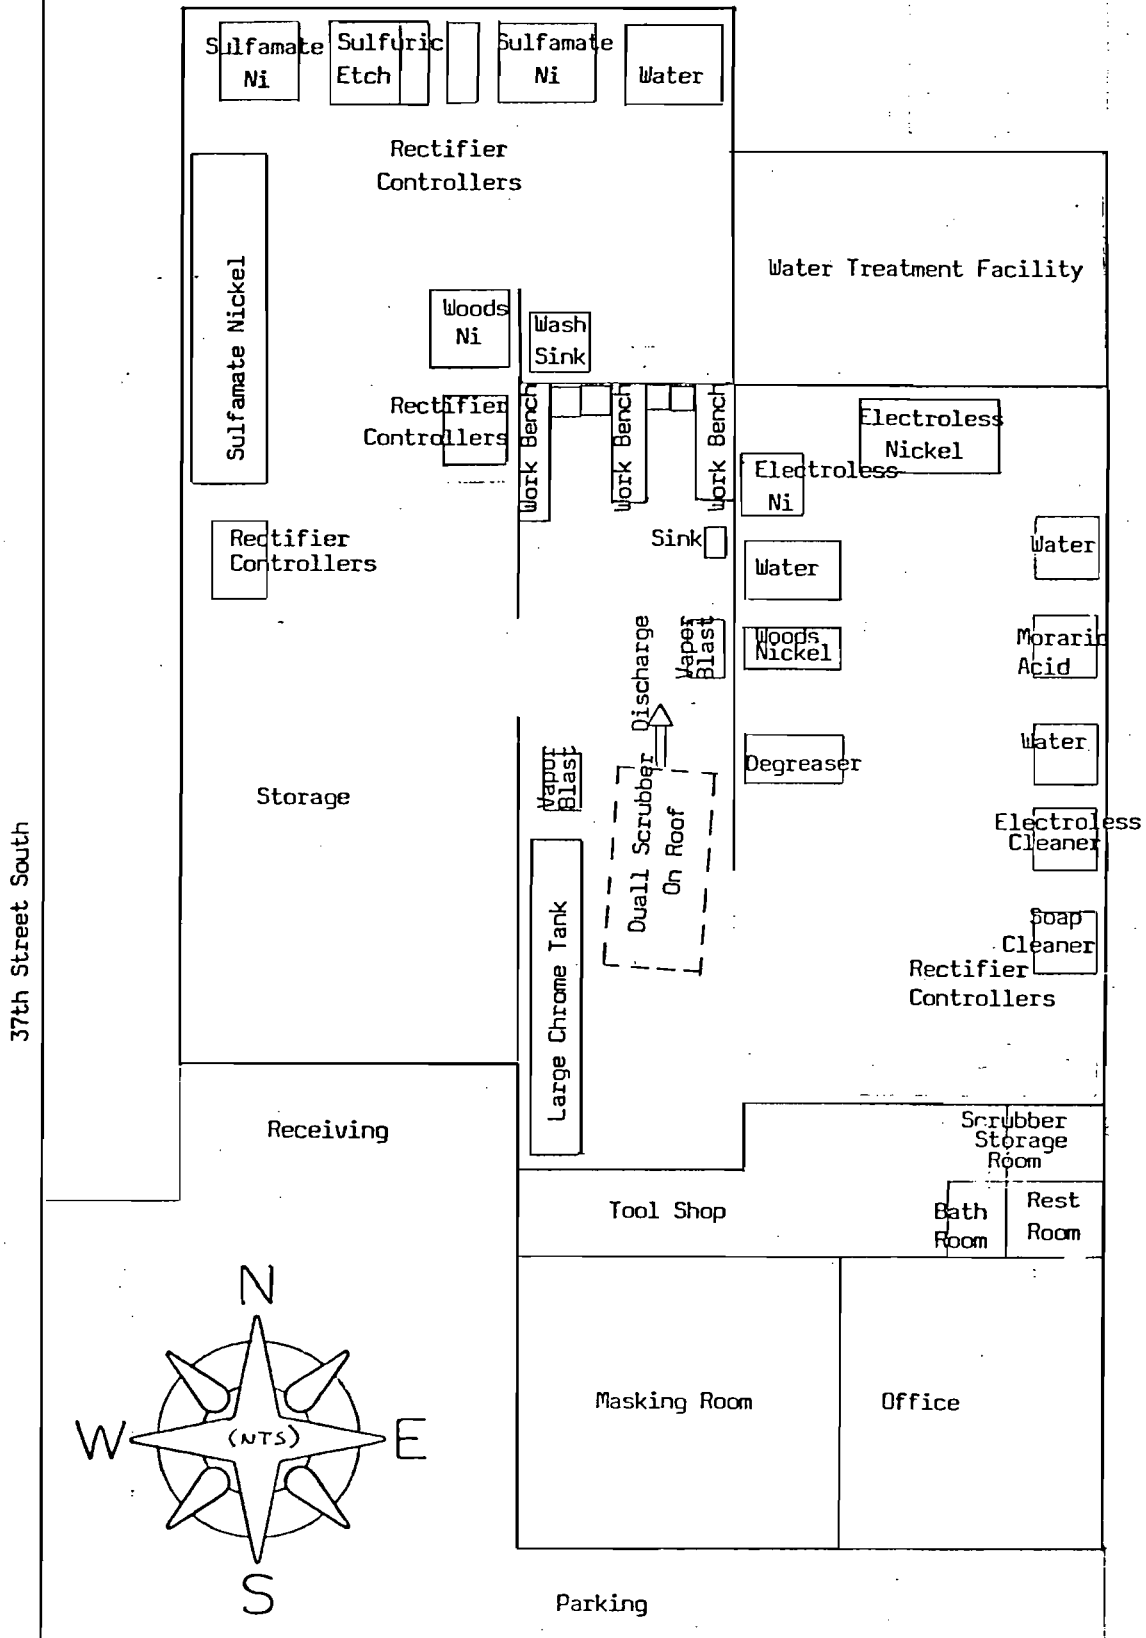 Sulfamate
Ni
Sulfuric
Etch
Sulfamate
Ni
Water
Rectifier
Controllers
Water Treatment Facility
Sulfamate Nickel
Woods
Ni
Wash
Sink
Rectifier
Controllers
Work Bench
Work Bench
Work Bench
Electroless
Nickel
Electroless
Ni
Rectifier
Controllers
Sink
Water
Water
Vapor
Blast
Woods
Nickel
Moraric
Acid
Discharge
Degreaser
Water
Vapor
Blast
Storage
Duall Scrubber
On Roof
Electroless
Cleaner
37th Street South
Large Chrome Tank
Soap
Cleaner
Rectifier
Controllers
Receiving
Scrubber
Storage
Room
Tool Shop
Bath
Room
Rest
Room
N
W
(NTS)
E
S
Masking Room
Office
Parking